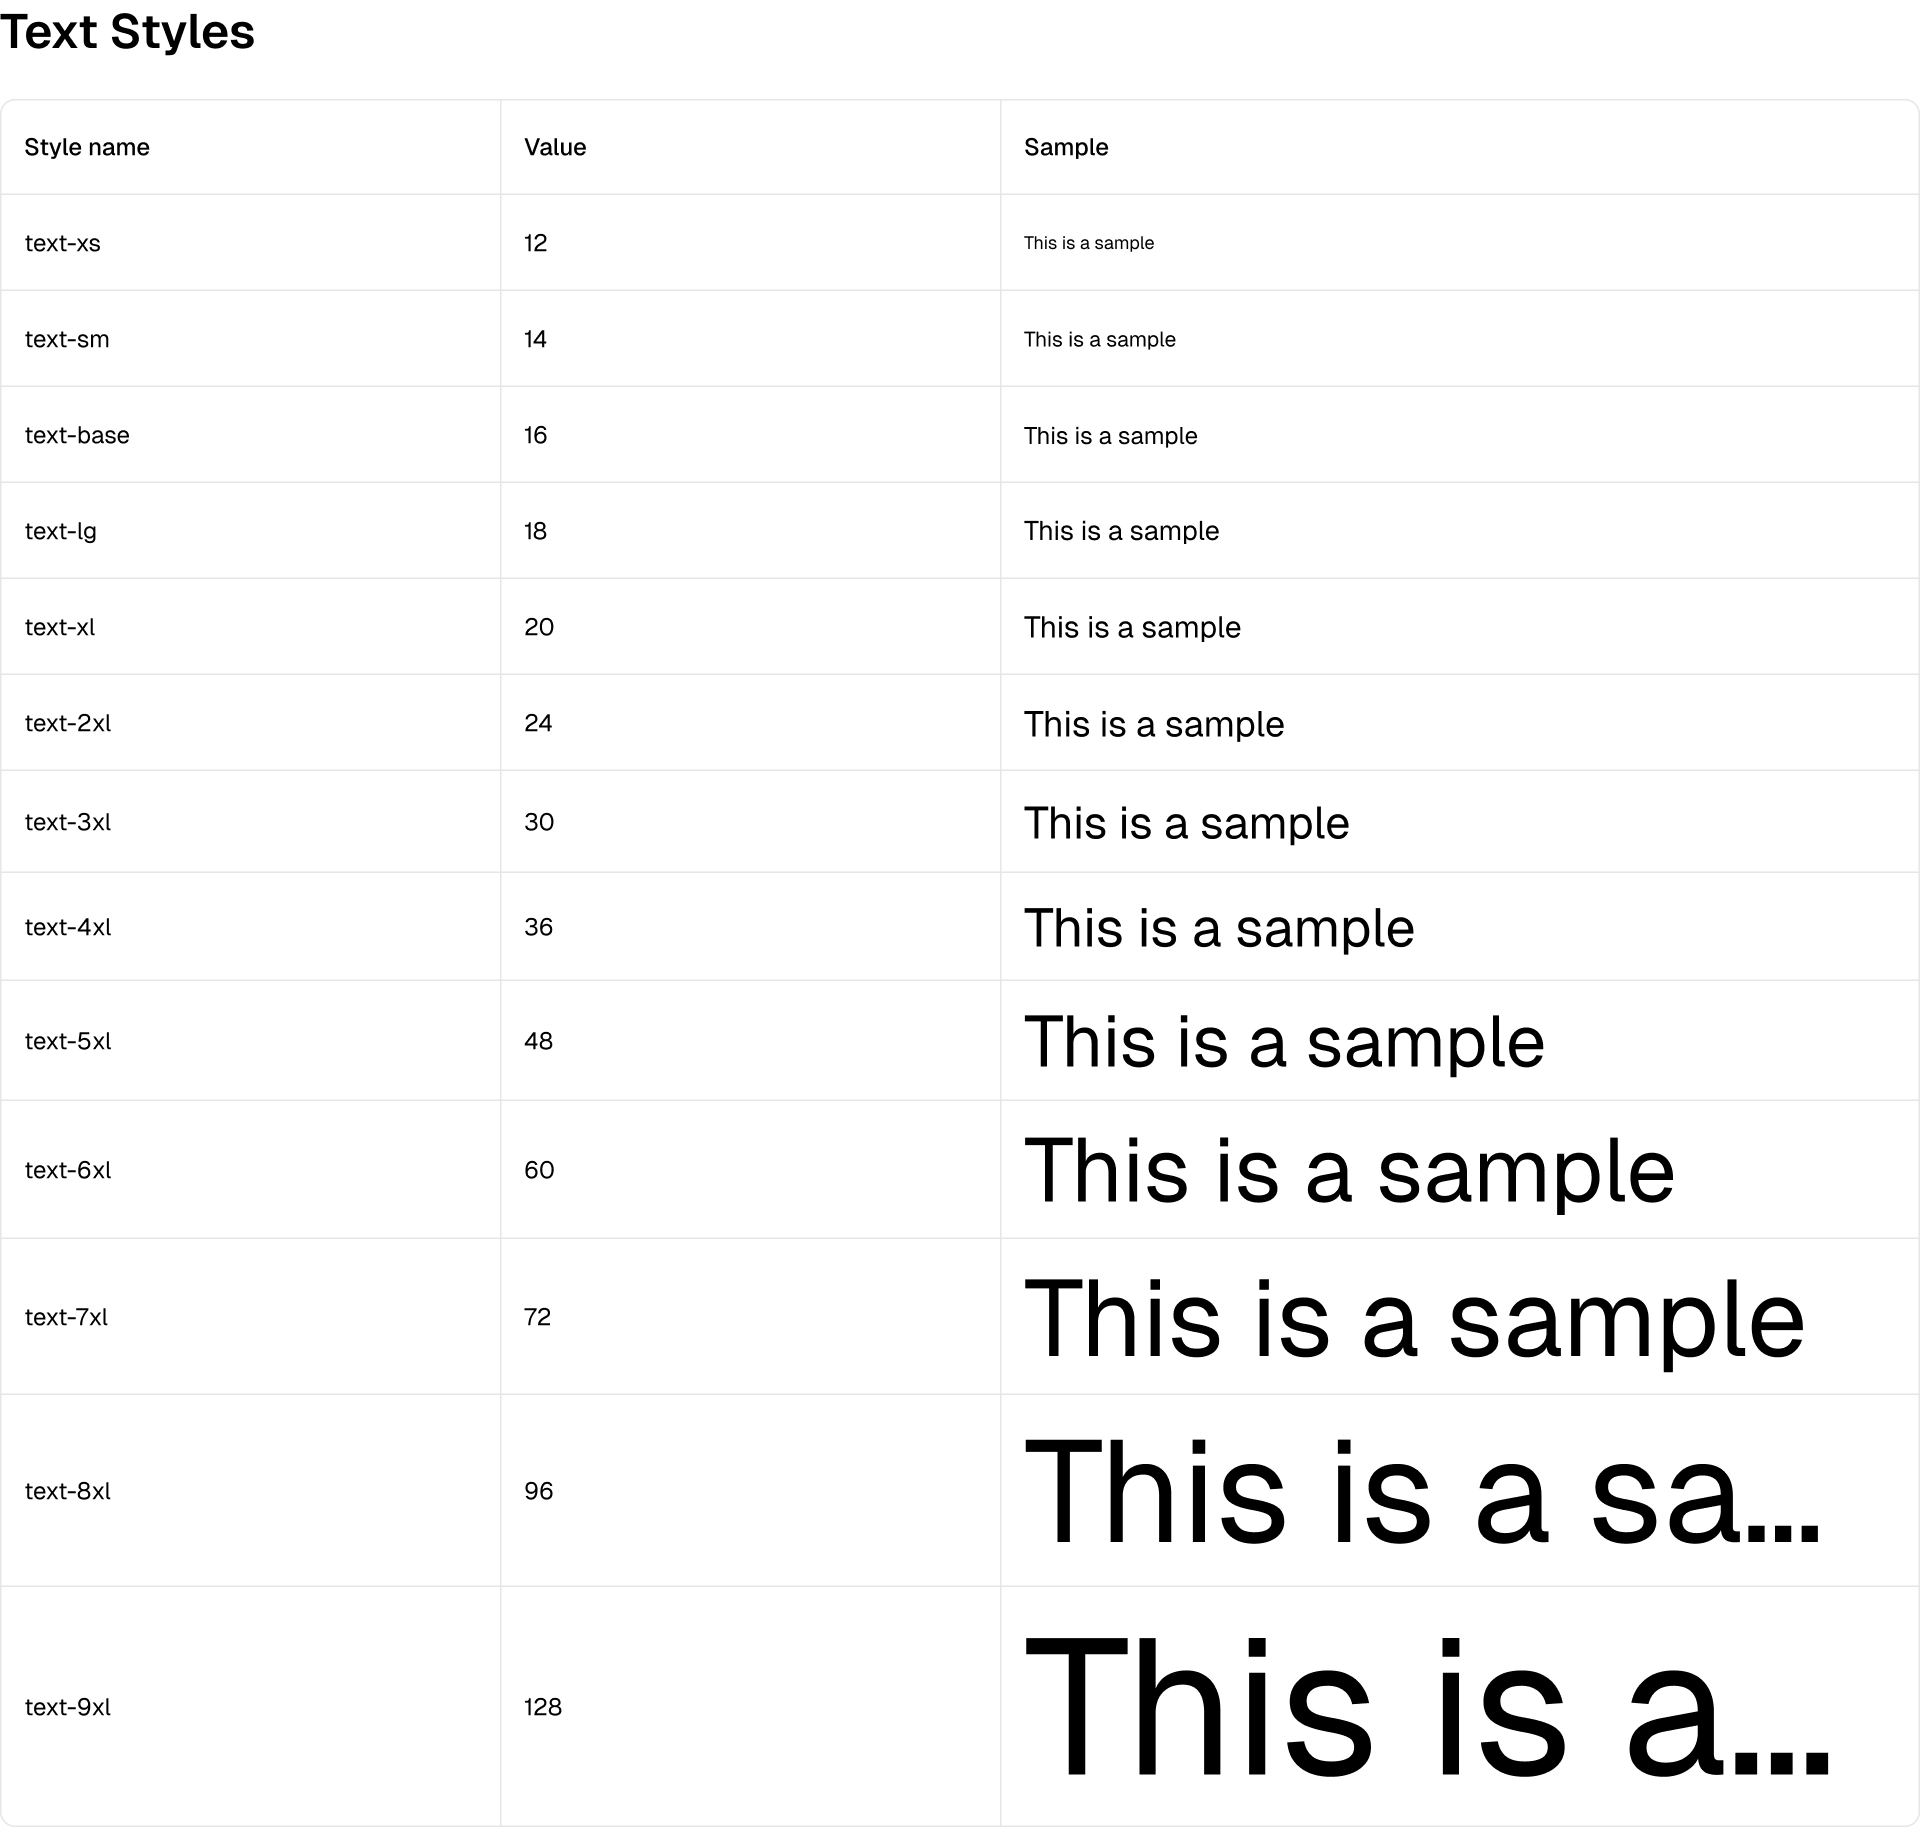 Text Styles
Style name Value Sample
text-xs 12 This is a sample
text-sm 14 This is a sample
text-base 16 This is a sample
text-lg 18 This is a sample
text-xl 20 This is a sample
text-2xl 24 This is a sample
text-3xl 30 This is a sample
text-4xl 36 This is a sample
text-5xl 48 This is a sample
text-6xl 60 This is a sample
text-7xl 72 This is a sample
text-8xl 96 This is a sa...
text-9xl 128 This is a...